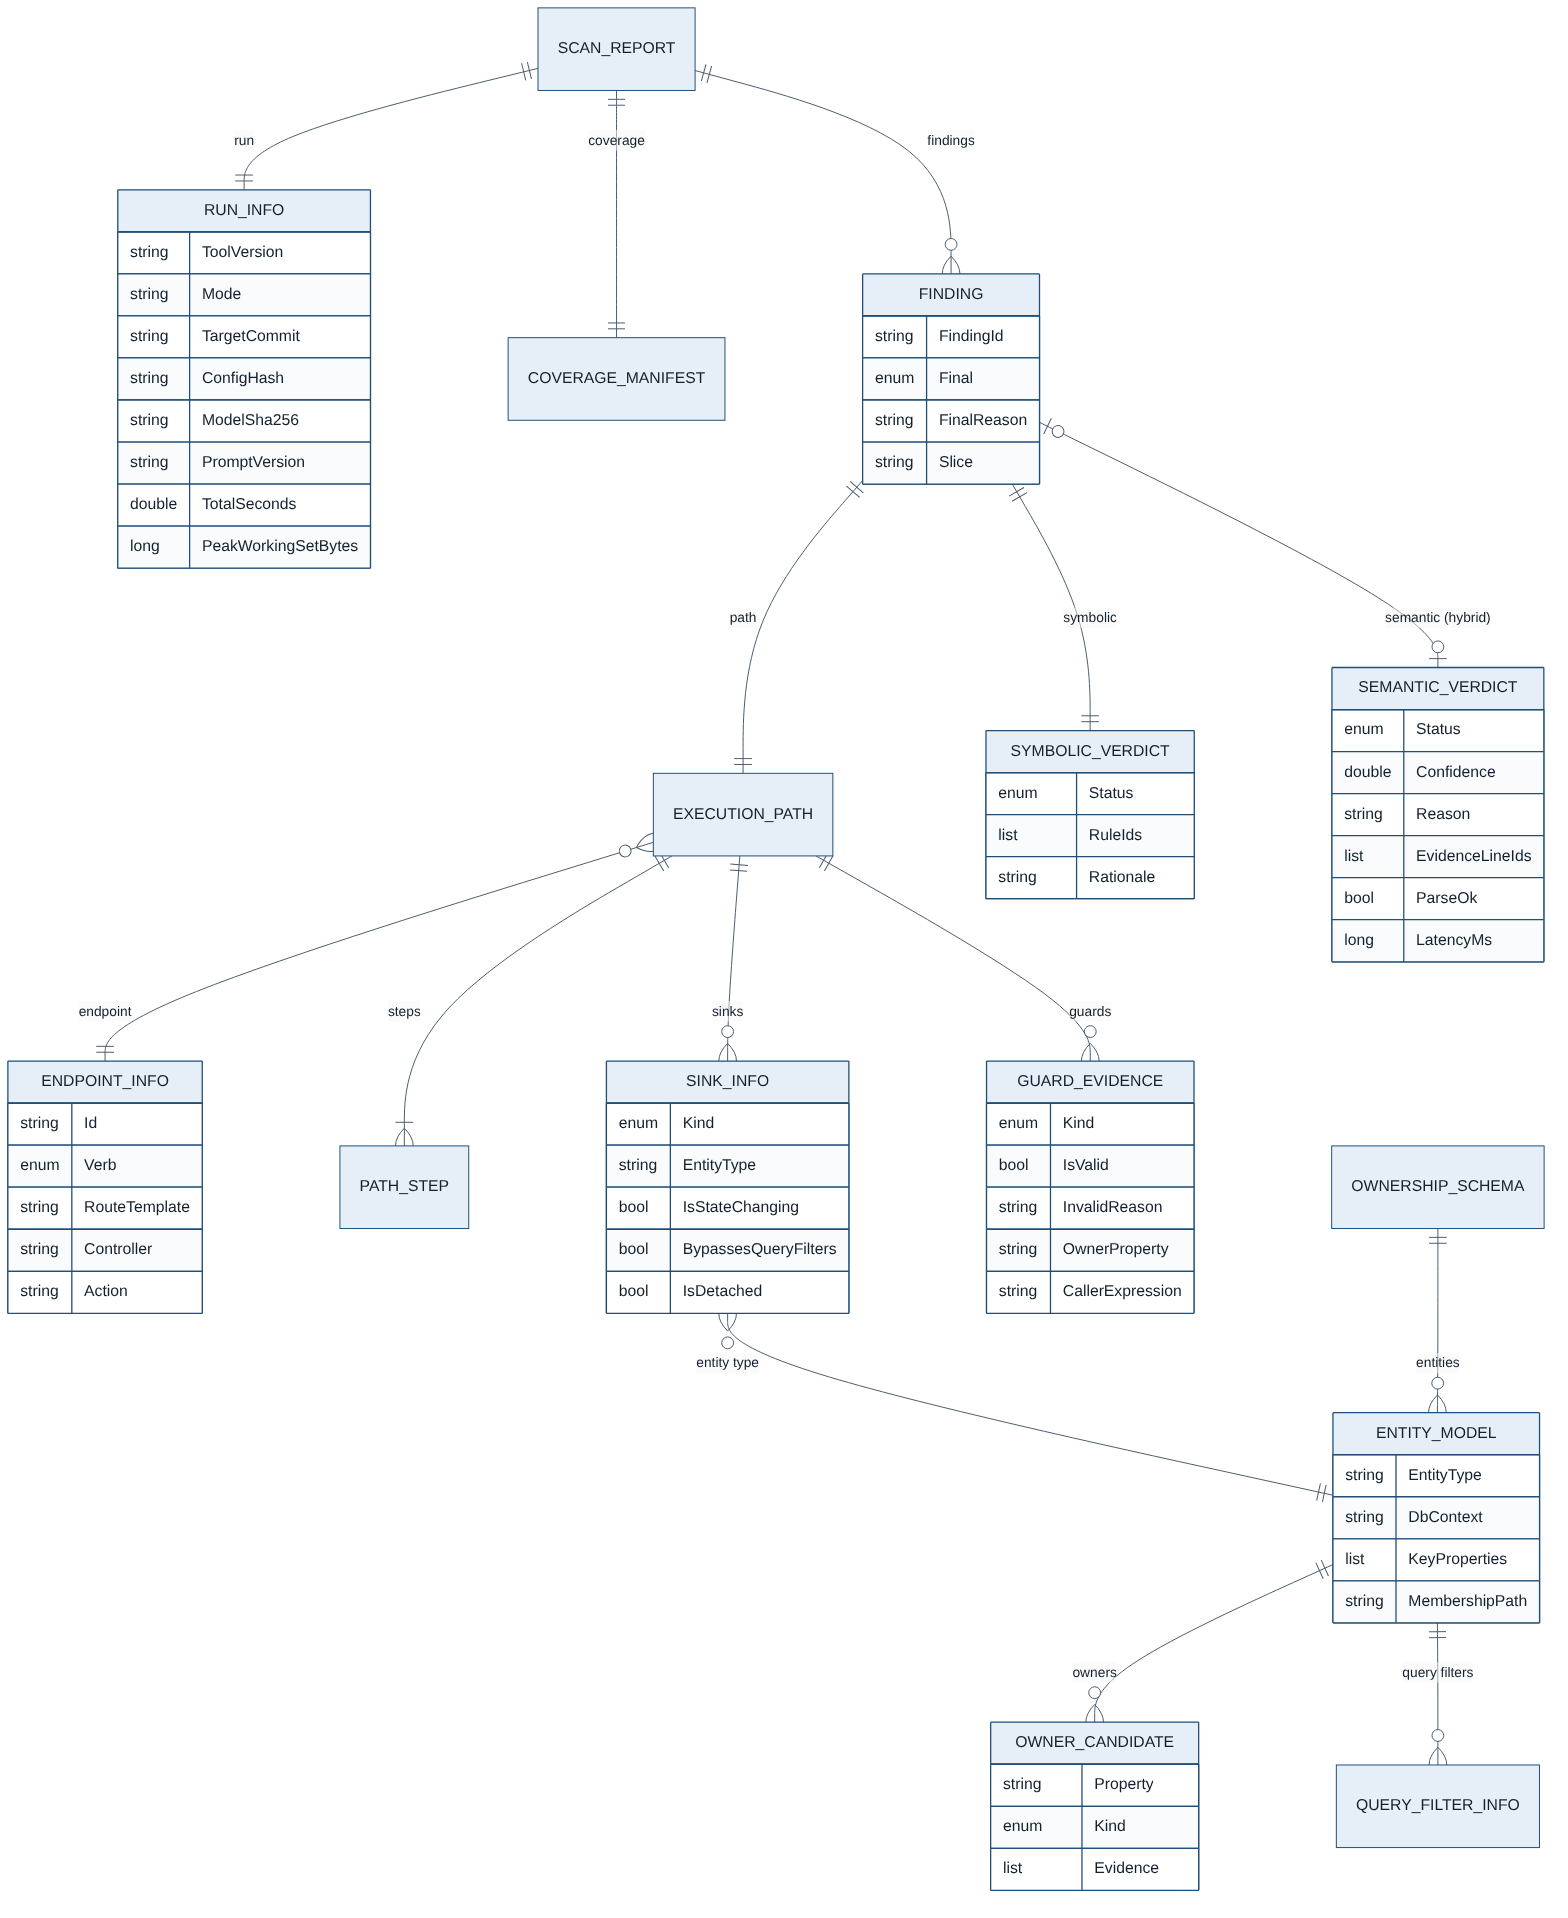 SCAN_REPORT
run
coverage
findings
RUN_INFO
string ToolVersion
string Mode
string TargetCommit
string ConfigHash
string ModelSha256
string PromptVersion
double TotalSeconds
long PeakWorkingSetBytes
COVERAGE_MANIFEST
FINDING
string FindingId
enum Final
string FinalReason
string Slice
path
symbolic
semantic (hybrid)
EXECUTION_PATH
SYMBOLIC_VERDICT
enum Status
list RuleIds
string Rationale
SEMANTIC_VERDICT
enum Status
double Confidence
string Reason
list EvidenceLineIds
bool ParseOk
long LatencyMs
endpoint
steps
sinks
guards
ENDPOINT_INFO
string Id
enum Verb
string RouteTemplate
string Controller
string Action
PATH_STEP
SINK_INFO
enum Kind
string EntityType
bool IsStateChanging
bool BypassesQueryFilters
bool IsDetached
GUARD_EVIDENCE
enum Kind
bool IsValid
string InvalidReason
string OwnerProperty
string CallerExpression
OWNERSHIP_SCHEMA
entity type
entities
ENTITY_MODEL
string EntityType
string DbContext
list KeyProperties
string MembershipPath
owners
query filters
OWNER_CANDIDATE
string Property
enum Kind
list Evidence
QUERY_FILTER_INFO